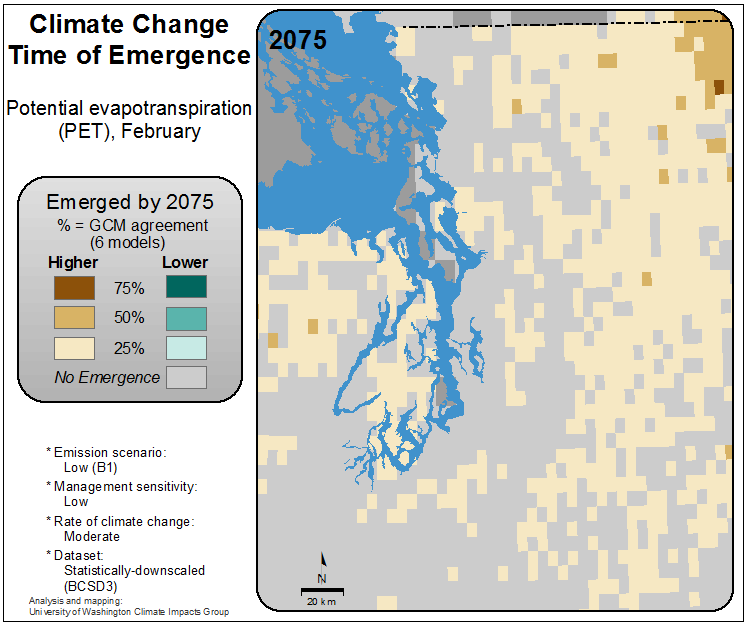 Climate Change
Time of Emergence
Potential evapotranspiration
(PET), February
Emerged by 2075
% = GCM agreement
(6 models)
Higher Lower
75%
50%
25%
No Emergence
* Emission scenario:
Low (B1)
* Management sensitivity:
Low
* Rate of climate change:
Moderate
* Dataset:
Statistically-downscaled
(BCSD3)
Analysis and mapping:
University of Washington Climate Impacts Group
2075
N
20 km